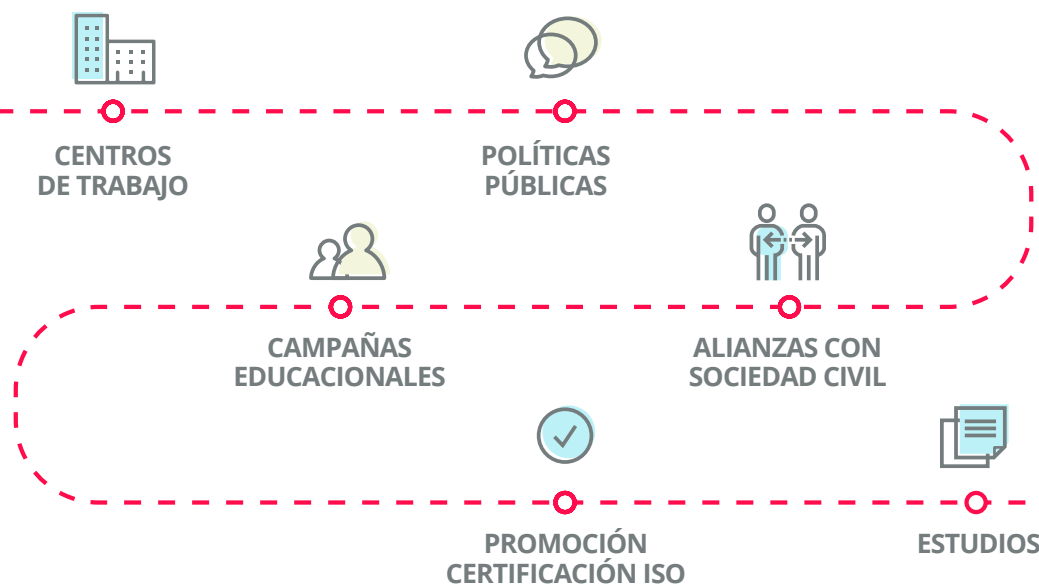 CENTROS
DE TRABAJO
POLÍTICAS
PÚBLICAS
ALIANZAS CON
SOCIEDAD CIVIL
CAMPAÑAS
EDUCACIONALES
PROMOCIÓN
CERTIFICACIÓN ISO
ESTUDIOS